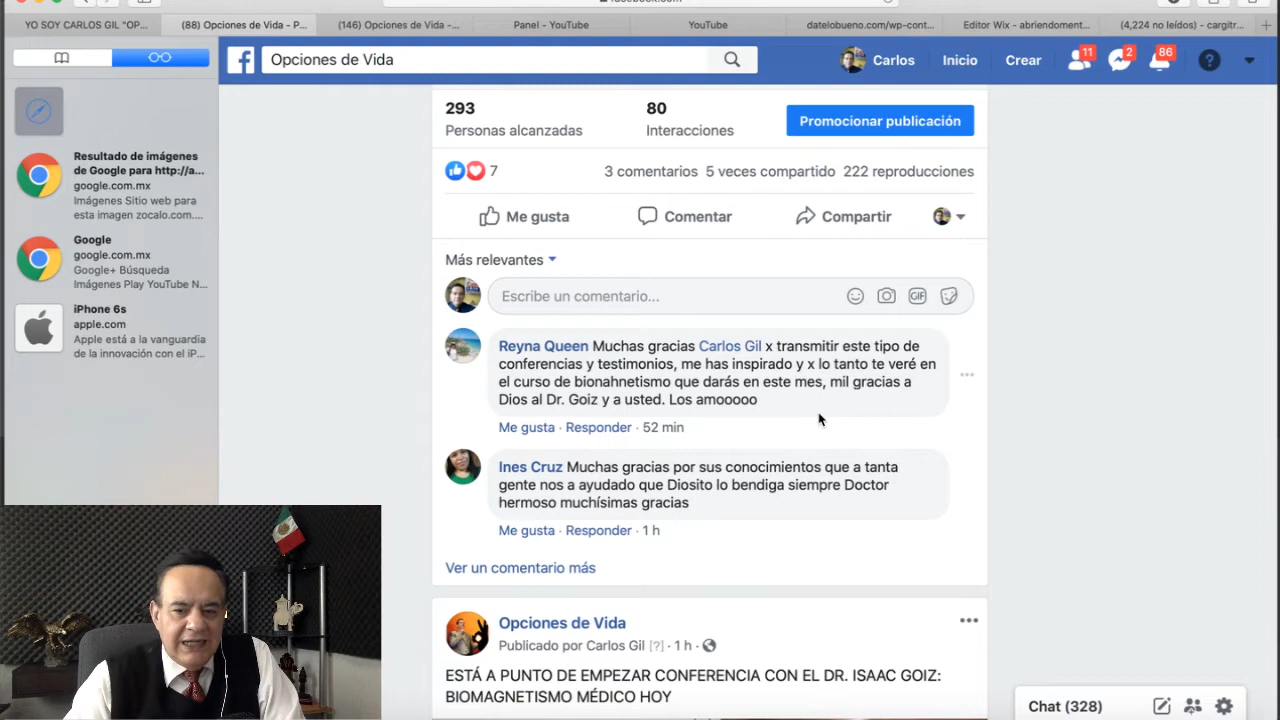 YO SOY CARLOS GIL "OP...
(88) Opciones de Vida - P...
(146) Opciones de Vida -...
Panel - YouTube
YouTube
datelobueno.com/wp-cont...
Editor Wix - abriendoment...
(4,224 no leídos) - cargitr...
Opciones de Vida
Carlos
Inicio
Crear
11
2
86
Resultado de imágenes
de Google para http://a...
google.com.mx
Imágenes Sitio web para
esta imagen zocalo.com....
Google
google.com.mx
Google+ Búsqueda
Imágenes Play YouTube N...
iPhone 6s
apple.com
Apple está a la vanguardia
de la innovación con el iP...
293
Personas alcanzadas
80
Interacciones
Promocionar publicación
7
3 comentarios 5 veces compartido 222 reproducciones
Me gusta
Comentar
Compartir
Más relevantes
Escribe un comentario...
GIF
Reyna Queen Muchas gracias Carlos Gil x transmitir este tipo de
conferencias y testimonios, me has inspirado y x lo tanto te veré en
el curso de bionahnetismo que darás en este mes, mil gracias a
Dios al Dr. Goiz y a usted. Los amooooo
Me gusta · Responder · 52 min
Ines Cruz Muchas gracias por sus conocimientos que a tanta
gente nos a ayudado que Diosito lo bendiga siempre Doctor
hermoso muchísimas gracias
Me gusta · Responder · 1 h
Ver un comentario más
Opciones de Vida
Publicado por Carlos Gil [?] · 1 h ·
ESTÁ A PUNTO DE EMPEZAR CONFERENCIA CON EL DR. ISAAC GOIZ:
BIOMAGNETISMO MÉDICO HOY
Chat (328)